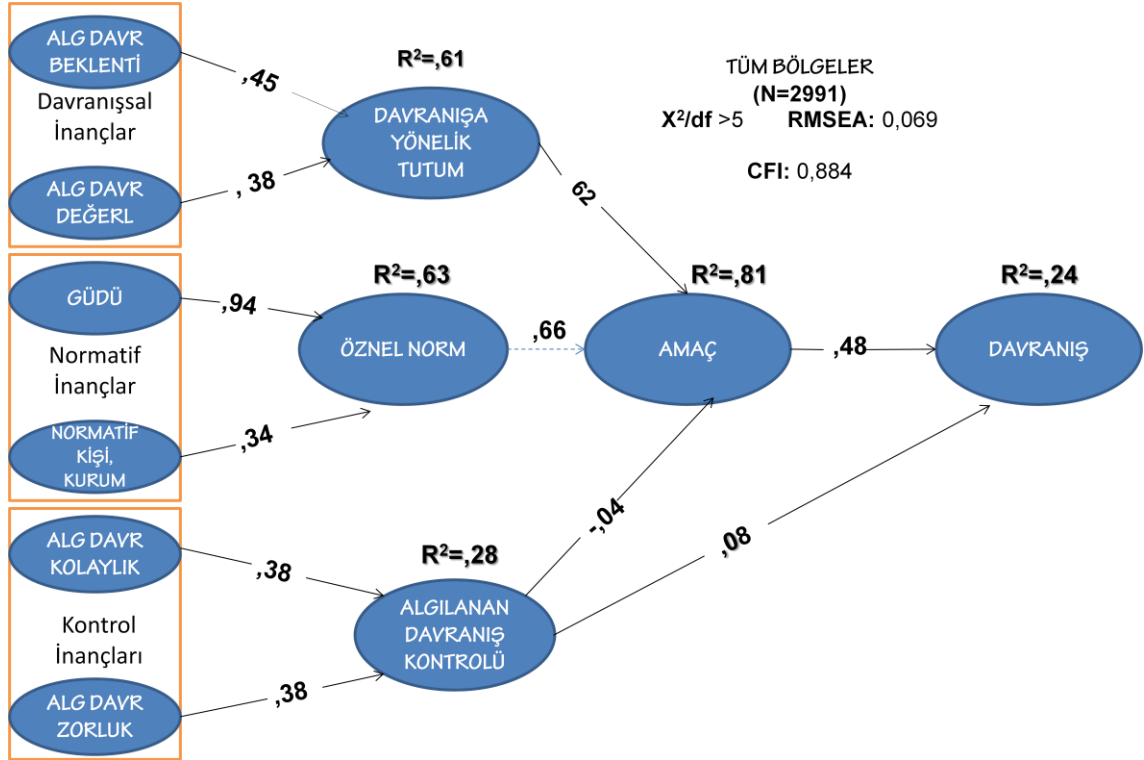 ALG DAVR
BEKLENTİ
Davranışsal
İnançlar
ALG DAVR
DEĞERL
,45
, 38
R²=,61
DAVRANIŞA
YÖNELİK
TUTUM
TÜM BÖLGELER
(N=2991)
X²/df >5 RMSEA: 0,069
CFI: 0,884
62
GÜDÜ
Normatif
İnançlar
NORMATİF
KİŞİ,
KURUM
,94
,34
R²=,63
ÖZNEL NORM
,66
R²=,81
AMAÇ
,48
R²=,24
DAVRANIŞ
ALG DAVR
KOLAYLIK
Kontrol
İnançları
ALG DAVR
ZORLUK
,38
,38
R²=,28
ALGILANAN
DAVRANIŞ
KONTROLÜ
-,04
,08